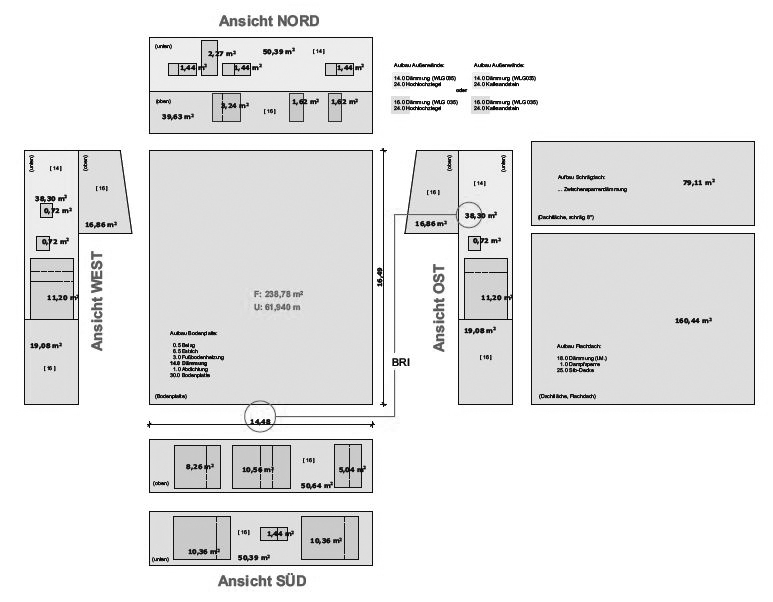 Ansicht NORD
(unten)
2,27 m²
50,39 m²
[ 14 ]
1,44 m²
1,44 m²
1,44 m²
(oben)
39,63 m²
3,24 m²
[ 16 ]
1,62 m²
1,62 m²
Aufbau Außenwände:
14.0 Dämmung (WLG 035)
24.0 Hochlochziegel
oder
16.0 Dämmung (WLG 035)
24.0 Hochlochziegel
Aufbau Außenwände:
14.0 Dämmung (WLG 035)
24.0 Kalksandstein
16.0 Dämmung (WLG 035)
24.0 Kalksandstein
Ansicht WEST
(unten)
[ 14 ]
(oben)
[ 16 ]
38,30 m²
0,72 m²
16,86 m²
0,72 m²
11,20 m²
19,08 m²
[ 16 ]
F: 238,78 m²
U: 61,940 m
Aufbau Bodenplatte:
0.5 Belag
6.5 Estrich
3.0 Fußbodenheizung
14.0 Dämmung
1.0 Abdichtung
30.0 Bodenplatte
(Bodenplatte)
16,49
14,48
BRI
Ansicht OST
(oben)
[ 16 ]
16,86 m²
(unten)
[ 14 ]
38,30 m²
0,72 m²
11,20 m²
19,08 m²
[ 16 ]
Aufbau Schrägdach:
... Zwischensparrendämmung
79,11 m²
(Dachfläche, schräg 8°)
160,44 m²
Aufbau Flachdach:
18.0 Dämmung (i.M.)
1.0 Dampfsperre
25.0 Stb-Decke
(Dachfläche, Flachdach)
8,26 m²
10,56 m²
[ 16 ]
5,04 m²
(oben)
50,64 m²
[ 16 ]
1,44 m²
10,36 m²
10,36 m²
(unten)
50,39 m²
Ansicht SÜD